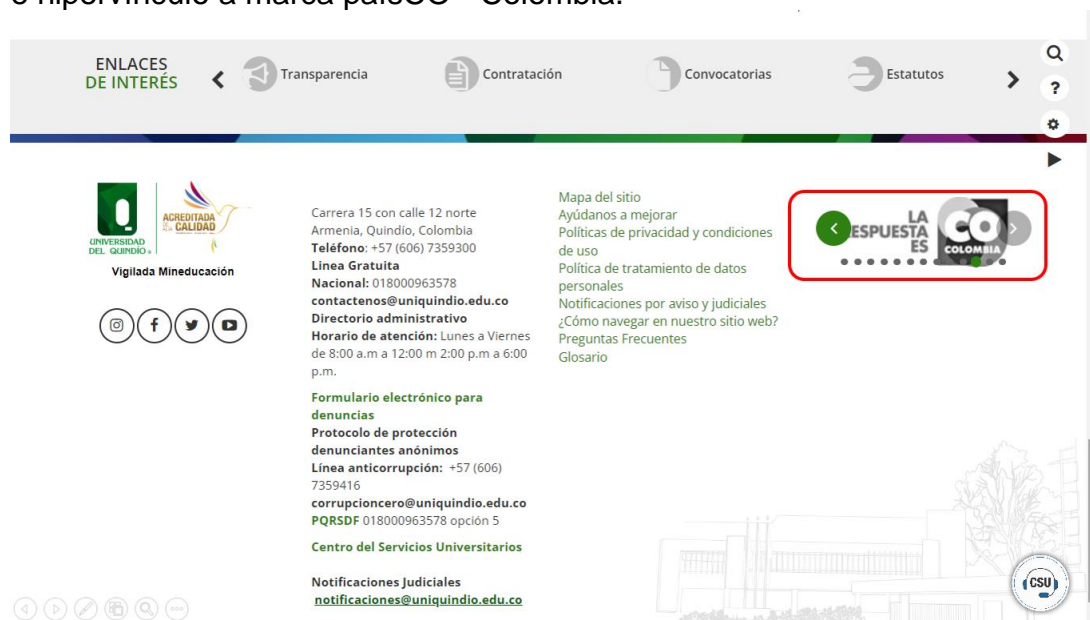 o hipervínculo a marca paísCO - Colombia.
ENLACES
DE INTERÉS
Transparencia
Contratación
Convocatorias
Estatutos
?
UNIVERSIDAD
DEL QUINDÍO
ACREDITADA
CALIDAD
Vigilada Mineducación
Carrera 15 con calle 12 norte
Armenia, Quindío, Colombia
Teléfono: +57 (606) 7359300
Linea Gratuita
Nacional: 018000963578
contactenos@uniquindio.edu.co
Directorio administrativo
Horario de atención: Lunes a Viernes
de 8:00 a.m a 12:00 m 2:00 p.m a 6:00
p.m.
Formulario electrónico para
denuncias
Protocolo de protección
denunciantes anónimos
Línea anticorrupción: +57 (606)
7359416
corrupcioncero@uniquindio.edu.co
PQRSDF 018000963578 opción 5
Centro del Servicios Universitarios
Notificaciones Judiciales
notificaciones@uniquindio.edu.co
Mapa del sitio
Ayúdanos a mejorar
Políticas de privacidad y condiciones
de uso
Política de tratamiento de datos
personales
Notificaciones por aviso y judiciales
¿Cómo navegar en nuestro sitio web?
Preguntas Frecuentes
Glosario
LA
ESPUESTA
ES
CO
COLOMBIA
CSU